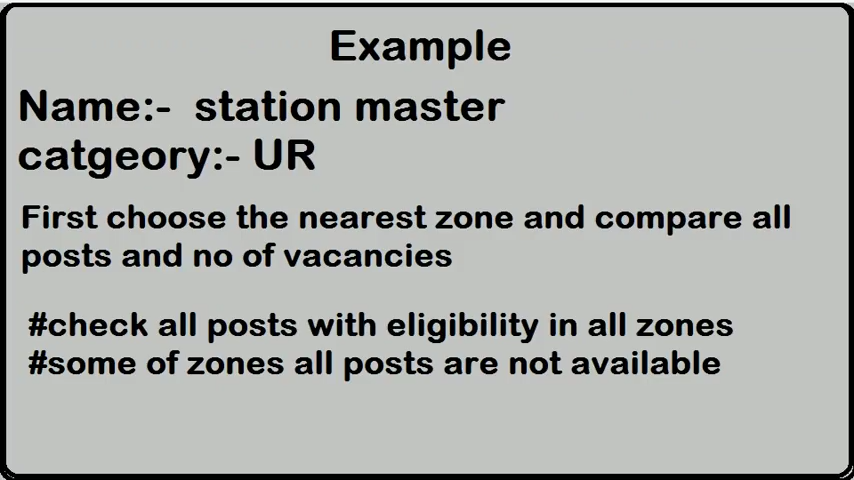 Example
Name:- station master
catgeory:- UR
First choose the nearest zone and compare all
posts and no of vacancies
#check all posts with eligibility in all zones
#some of zones all posts are not available